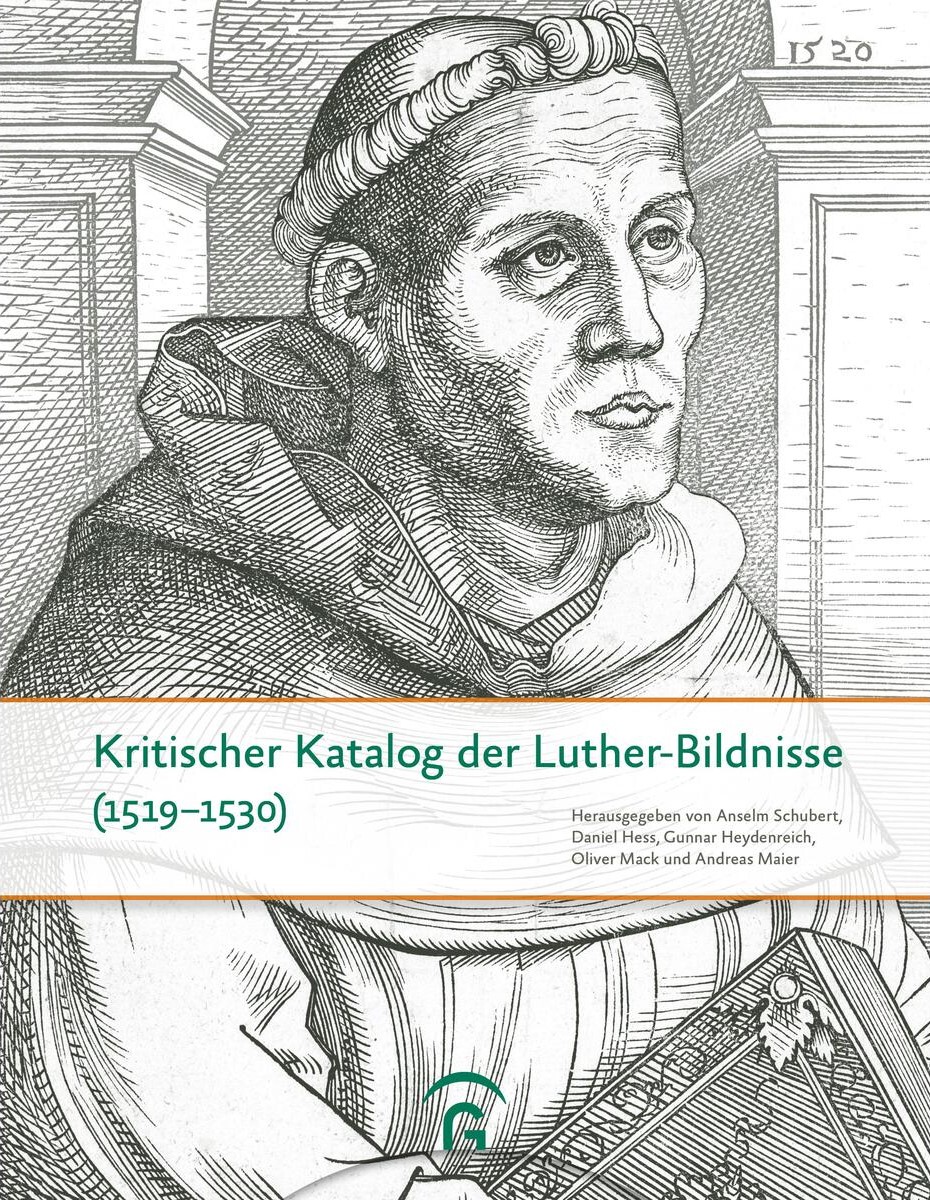 1520
Kritischer Katalog der Luther-Bildnisse
(1519–1530)
Herausgegeben von Anselm Schubert,
Daniel Hess, Gunnar Heydenreich,
Oliver Mack und Andreas Maier
G